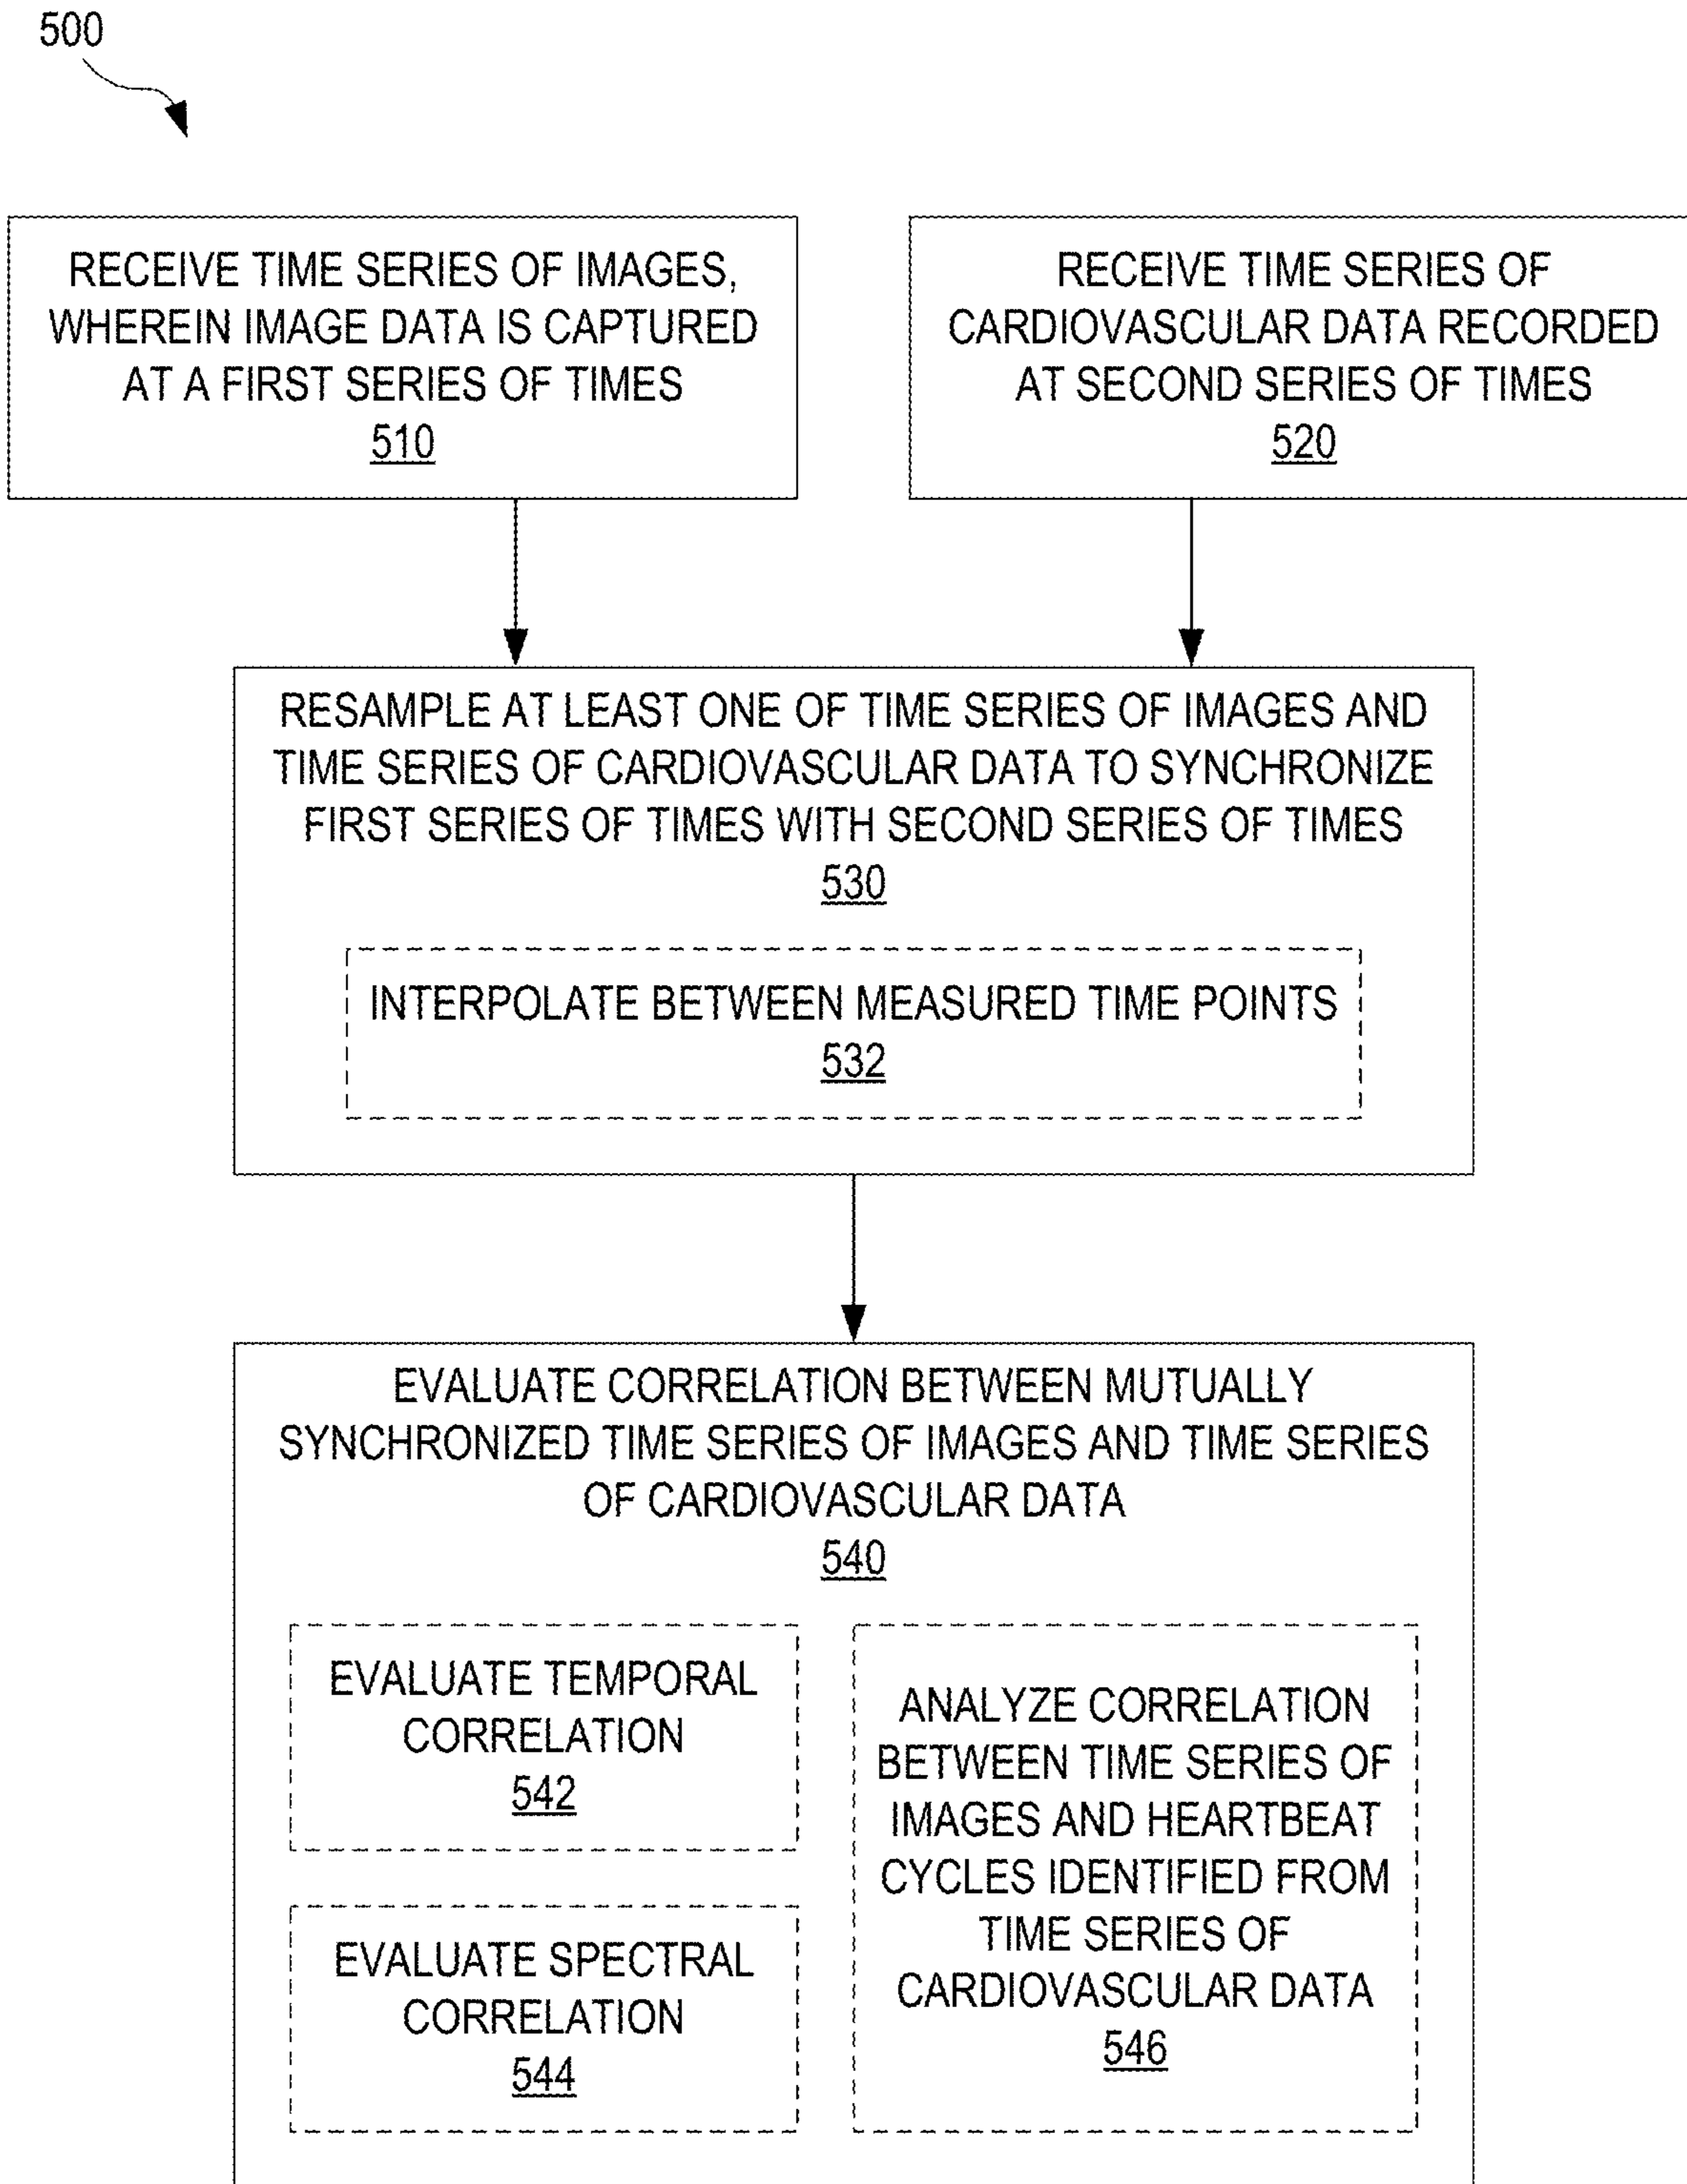 500
RECEIVE TIME SERIES OF IMAGES,
WHEREIN IMAGE DATA IS CAPTURED
AT A FIRST SERIES OF TIMES
510
RECEIVE TIME SERIES OF
CARDIOVASCULAR DATA RECORDED
AT SECOND SERIES OF TIMES
520
RESAMPLE AT LEAST ONE OF TIME SERIES OF IMAGES AND
TIME SERIES OF CARDIOVASCULAR DATA TO SYNCHRONIZE
FIRST SERIES OF TIMES WITH SECOND SERIES OF TIMES
530
INTERPOLATE BETWEEN MEASURED TIME POINTS
532
EVALUATE CORRELATION BETWEEN MUTUALLY
SYNCHRONIZED TIME SERIES OF IMAGES AND TIME SERIES
OF CARDIOVASCULAR DATA
540
EVALUATE TEMPORAL
CORRELATION
542
EVALUATE SPECTRAL
CORRELATION
544
ANALYZE CORRELATION
BETWEEN TIME SERIES OF
IMAGES AND HEARTBEAT
CYCLES IDENTIFIED FROM
TIME SERIES OF
CARDIOVASCULAR DATA
546